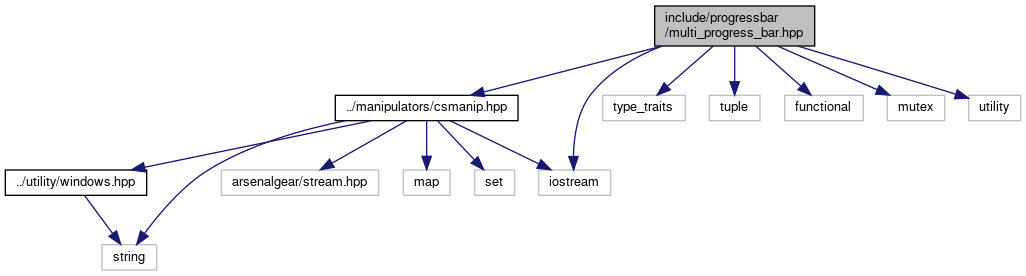 include/progressbar
/multi_progress_bar.hpp
../manipulators/csmanip.hpp
type_traits
tuple
functional
mutex
utility
../utility/windows.hpp
arsenalgear/stream.hpp
map
set
iostream
string